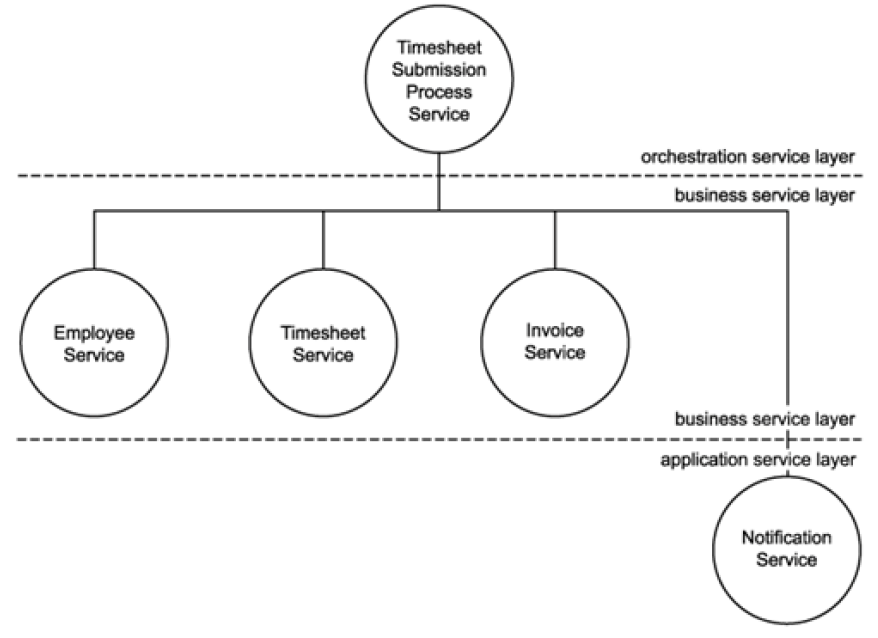 Timesheet
Submission
Process
Service
orchestration service layer
business service layer
Employee
Service
Timesheet
Service
Invoice
Service
business service layer
application service layer
Notification
Service